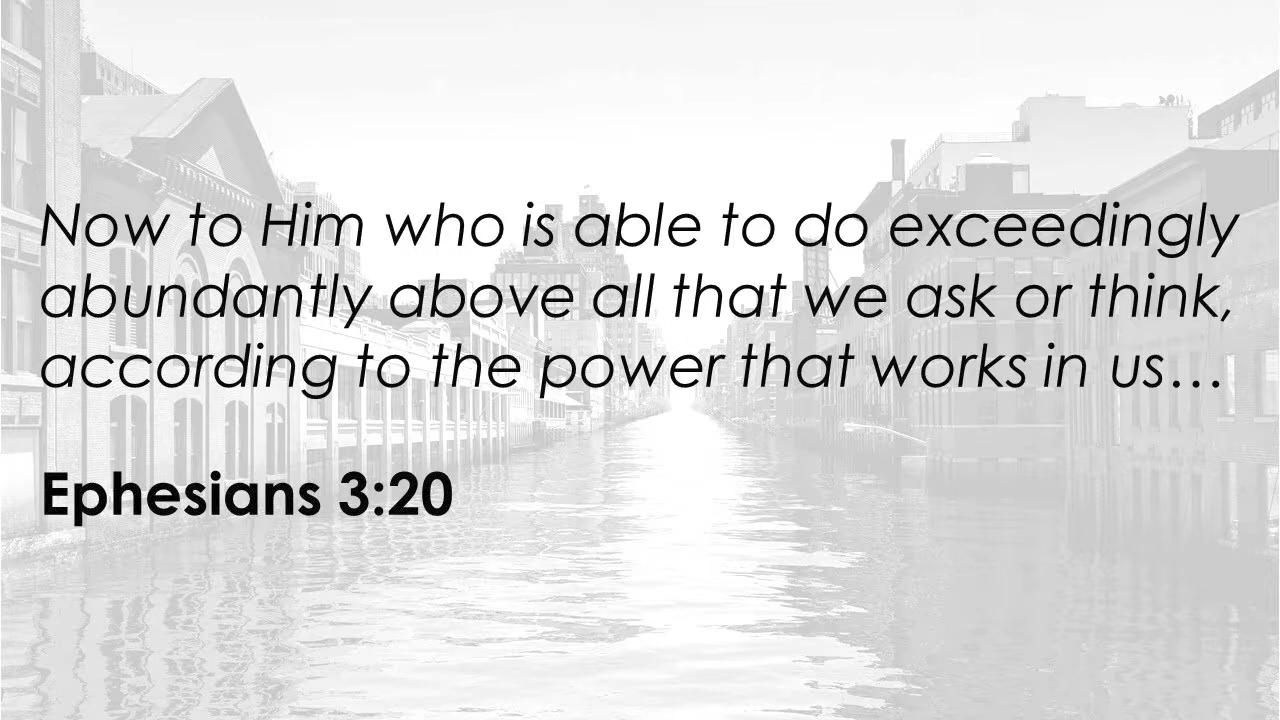 Now to Him who is able to do exceedingly
abundantly above all that we ask or think,
according to the power that works in us…
Ephesians 3:20